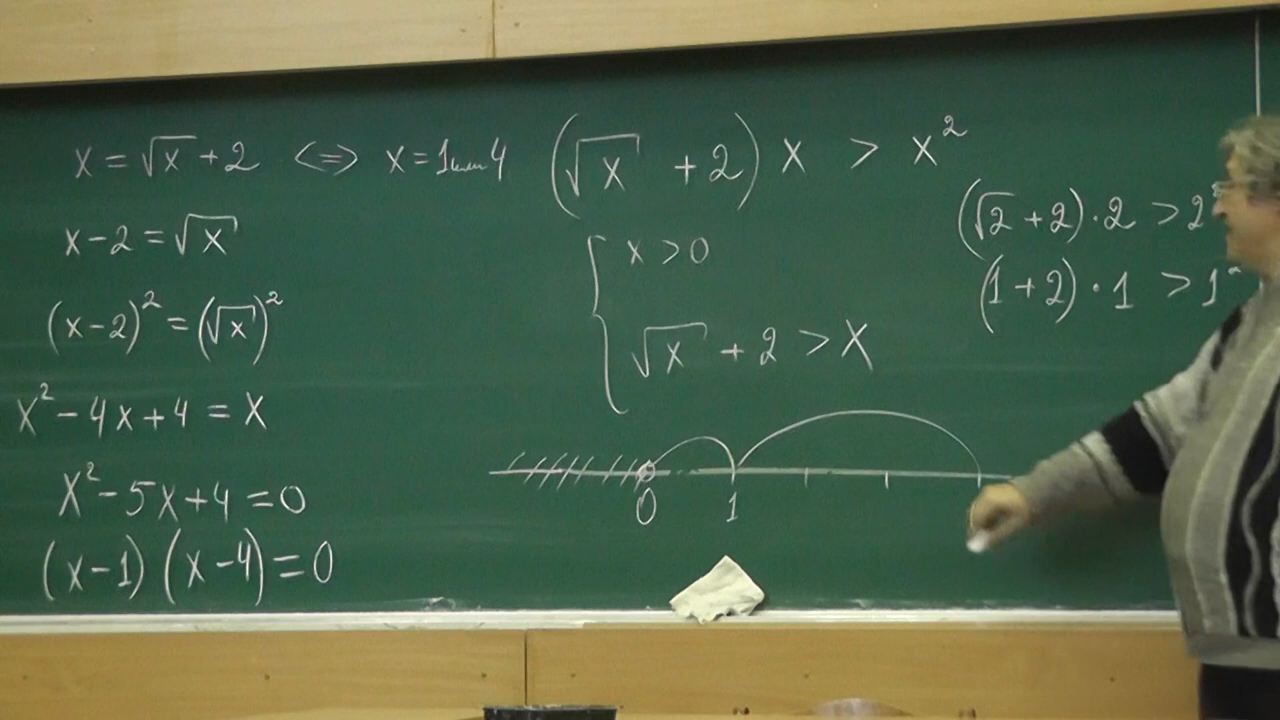 x = √x + 2 <=> x = 1 или 4
x - 2 = √x
(x - 2)² = (√x)²
x² - 4x + 4 = x
x² - 5x + 4 = 0
(x - 1)(x - 4) = 0
(√x + 2) x > x²
{ x > 0
√x + 2 > x
0 1
(√2 + 2) · 2 > 2²
(1 + 2) · 1 > 1²